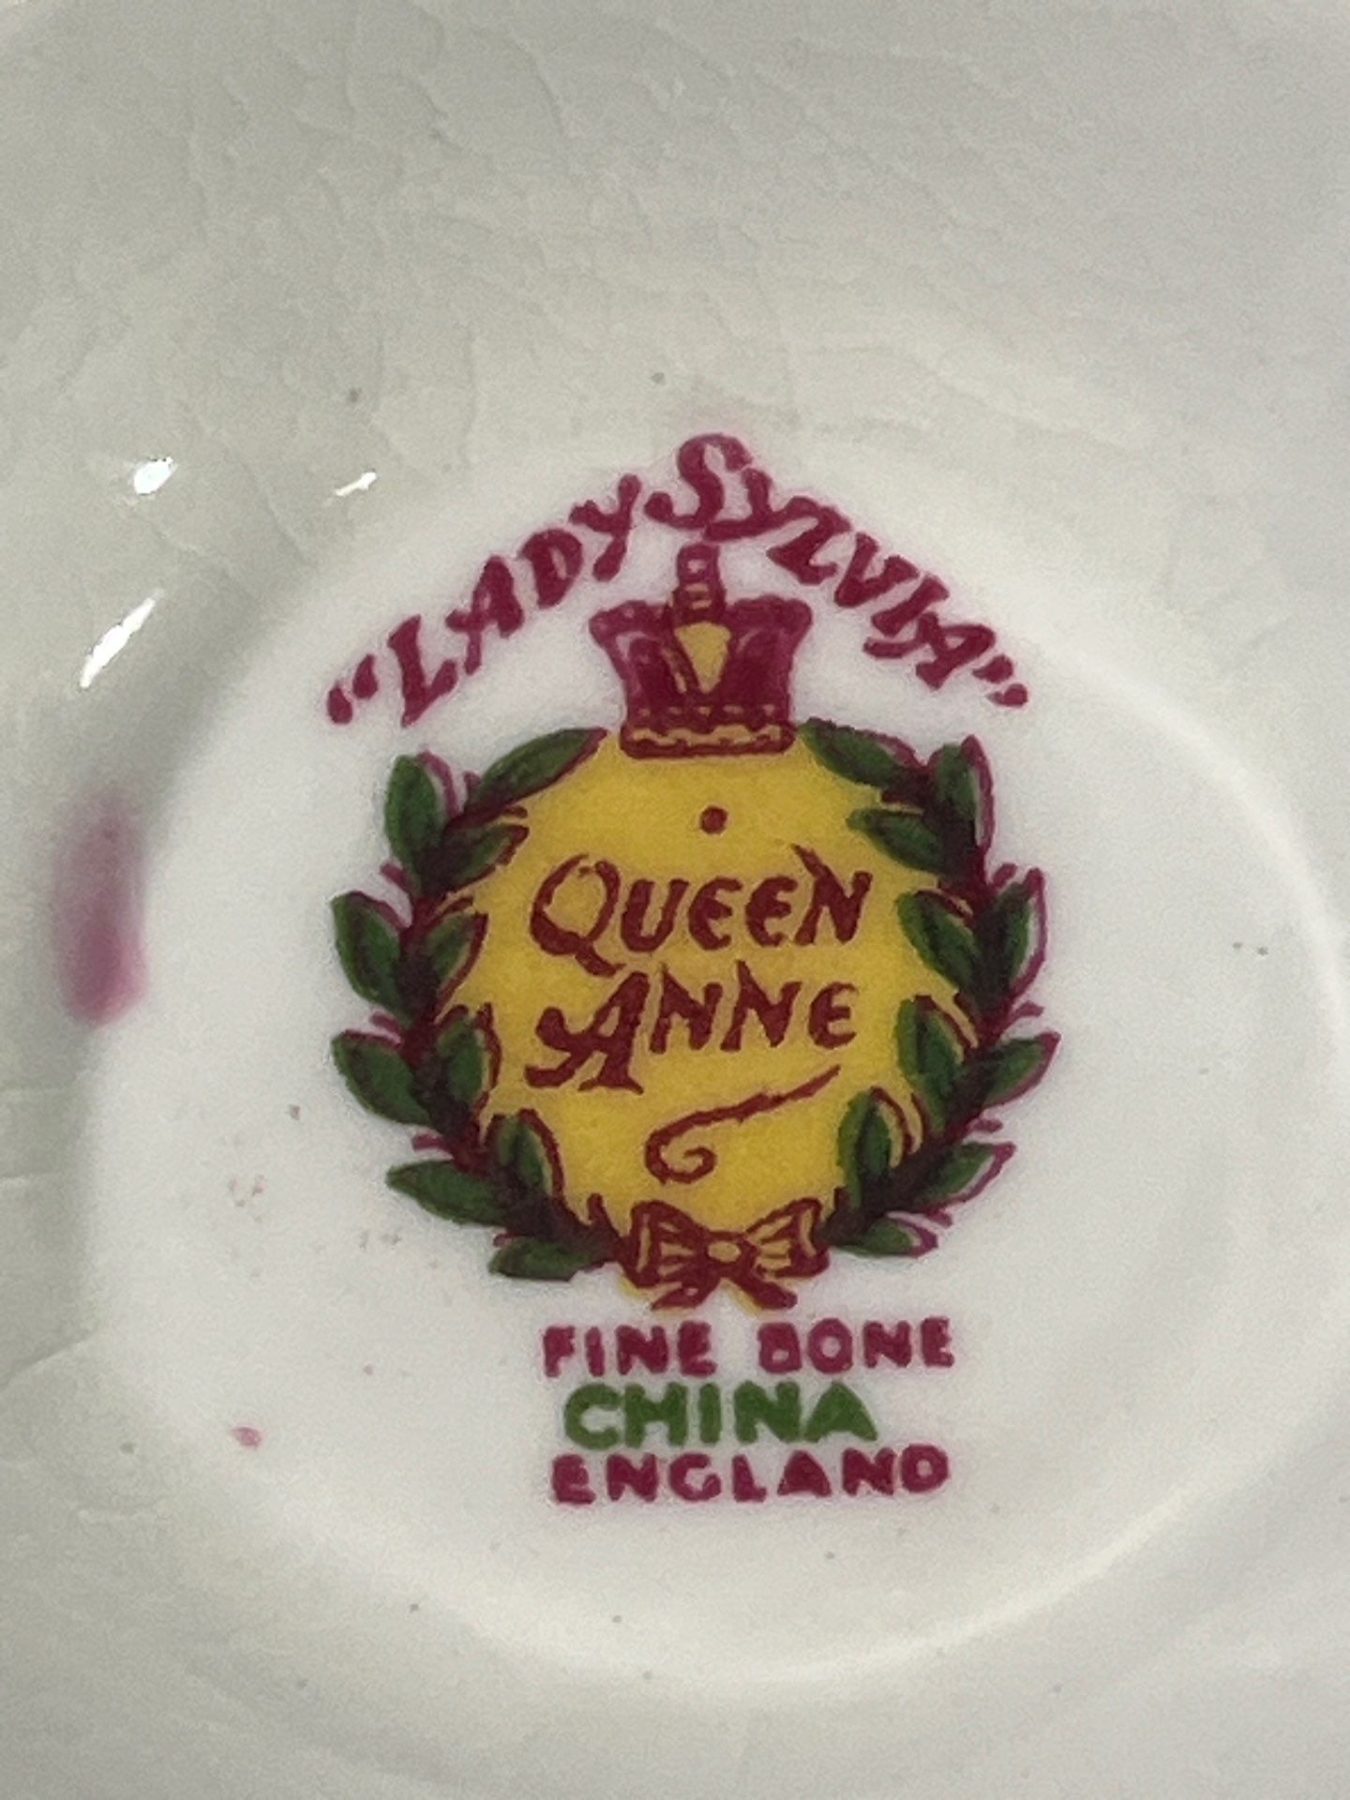 "LADY SYLVIA"
QUEEN
ANNE
FINE BONE
CHINA
ENGLAND